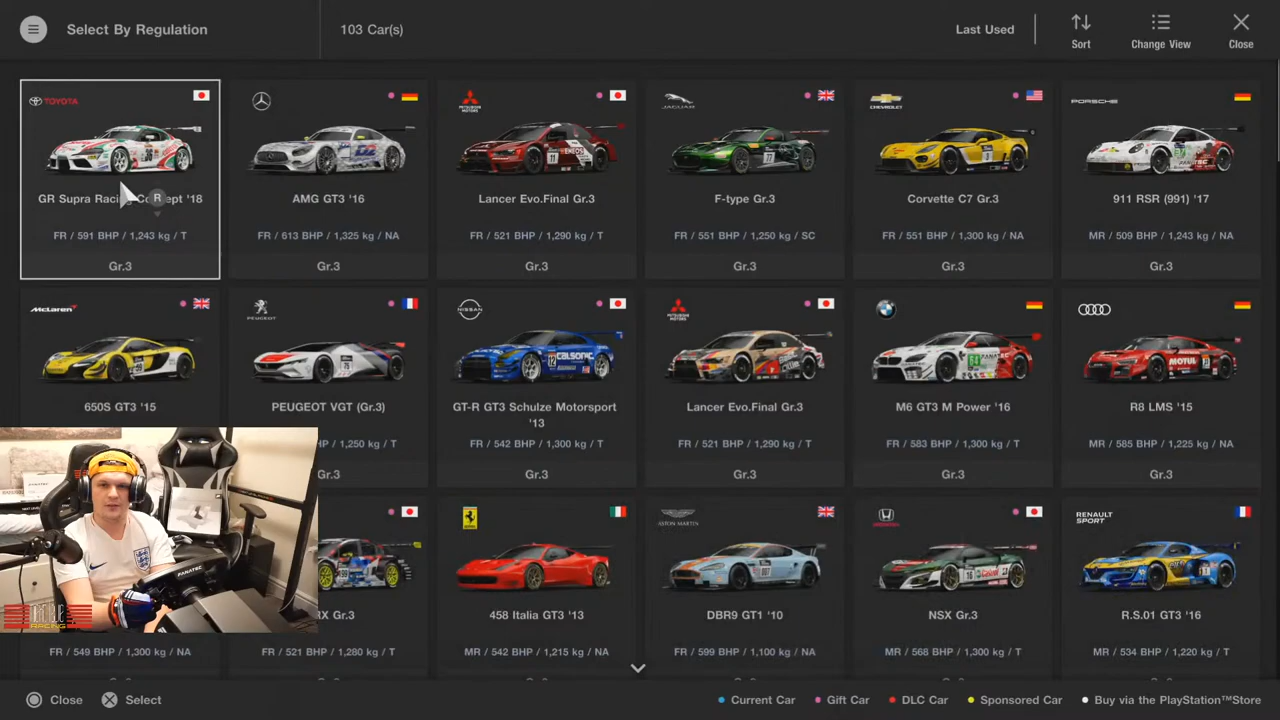 Select By Regulation
103 Car(s)
Last Used
Sort
Change View
Close
TOYOTA
GR Supra Racing Concept '18
FR / 591 BHP / 1,243 kg / T
Gr.3
AMG GT3 '16
FR / 613 BHP / 1,325 kg / NA
Gr.3
MITSUBISHI MOTORS
Lancer Evo.Final Gr.3
FR / 521 BHP / 1,290 kg / T
Gr.3
JAGUAR
F-type Gr.3
FR / 551 BHP / 1,250 kg / SC
Gr.3
CHEVROLET
Corvette C7 Gr.3
FR / 551 BHP / 1,300 kg / NA
Gr.3
PORSCHE
911 RSR (991) '17
MR / 509 BHP / 1,243 kg / NA
Gr.3
McLaren
650S GT3 '15
PEUGEOT
PEUGEOT VGT (Gr.3)
1,250 kg / T
Gr.3
NISSAN
GT-R GT3 Schulze Motorsport
'13
FR / 542 BHP / 1,300 kg / T
Gr.3
MITSUBISHI MOTORS
Lancer Evo.Final Gr.3
FR / 521 BHP / 1,290 kg / T
Gr.3
M6 GT3 M Power '16
FR / 583 BHP / 1,300 kg / T
Gr.3
R8 LMS '15
MR / 585 BHP / 1,225 kg / NA
Gr.3
FR / 549 BHP / 1,300 kg / NA
Gr.3
FR / 521 BHP / 1,280 kg / T
458 Italia GT3 '13
MR / 542 BHP / 1,215 kg / NA
ASTON MARTIN
DBR9 GT1 '10
FR / 599 BHP / 1,100 kg / NA
HONDA
NSX Gr.3
MR / 568 BHP / 1,300 kg / T
RENAULT
SPORT
R.S.01 GT3 '16
MR / 534 BHP / 1,220 kg / T
FANATEC
RACING
Close
Select
Current Car
Gift Car
DLC Car
Sponsored Car
Buy via the PlayStation™Store